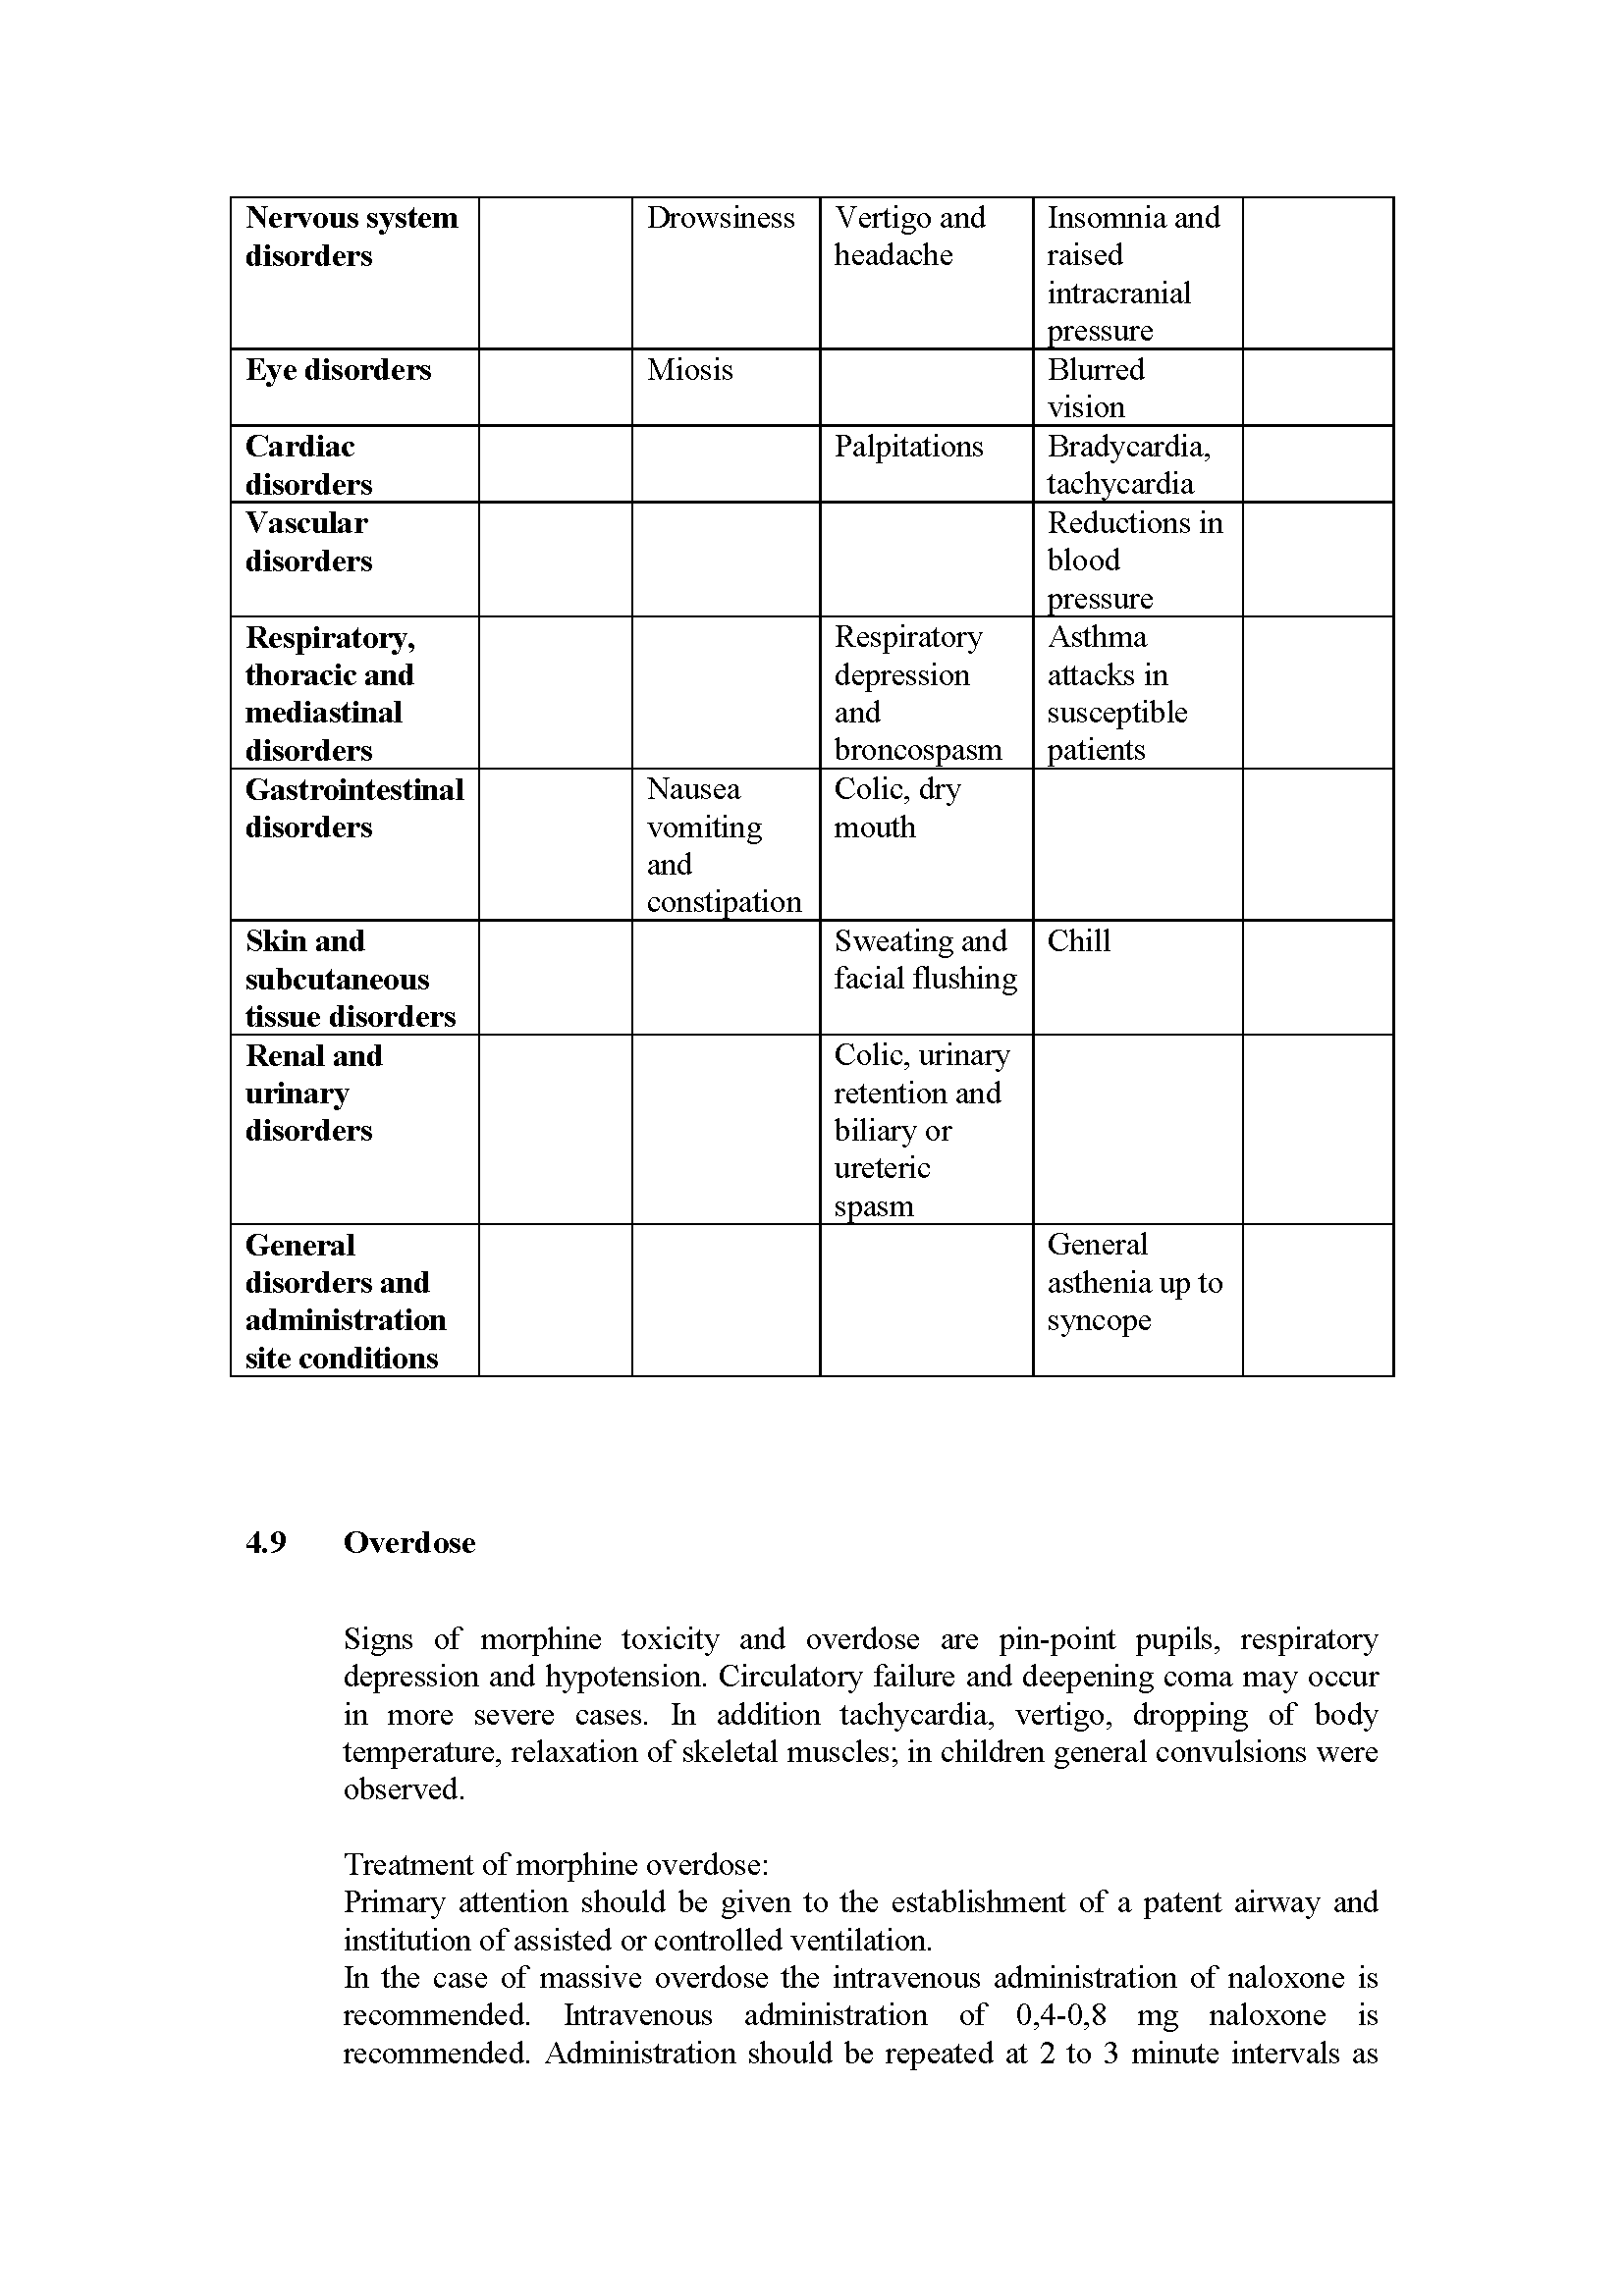 Nervous system
disorders
Drowsiness
Vertigo and
headache
Insomnia and
raised
intracranial
pressure
Eye disorders
Miosis
Blurred
vision
Cardiac
disorders
Palpitations
Bradycardia,
tachycardia
Vascular
disorders
Reductions in
blood
pressure
Respiratory,
thoracic and
mediastinal
disorders
Respiratory
depression
and
broncospasm
Asthma
attacks in
susceptible
patients
Gastrointestinal
disorders
Nausea
vomiting
and
constipation
Colic, dry
mouth
Skin and
subcutaneous
tissue disorders
Sweating and
facial flushing
Chill
Renal and
urinary
disorders
Colic, urinary
retention and
biliary or
ureteric
spasm
General
disorders and
administration
site conditions
General
asthenia up to
syncope
4.9 Overdose
Signs of morphine toxicity and overdose are pin-point pupils, respiratory
depression and hypotension. Circulatory failure and deepening coma may occur
in more severe cases. In addition tachycardia, vertigo, dropping of body
temperature, relaxation of skeletal muscles; in children general convulsions were
observed.
Treatment of morphine overdose:
Primary attention should be given to the establishment of a patent airway and
institution of assisted or controlled ventilation.
In the case of massive overdose the intravenous administration of naloxone is
recommended. Intravenous administration of 0,4-0,8 mg naloxone is
recommended. Administration should be repeated at 2 to 3 minute intervals as